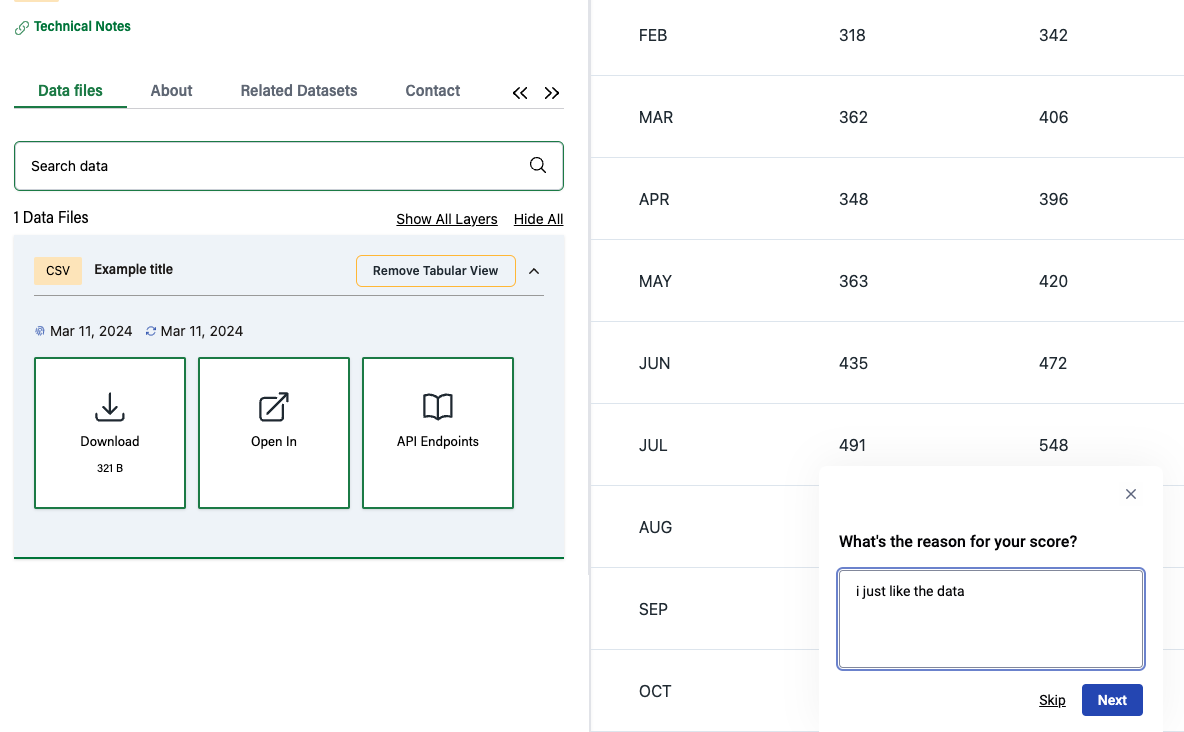 Technical Notes
Data files About Related Datasets Contact
Search data
1 Data Files Show All Layers Hide All
CSV Example title Remove Tabular View
Mar 11, 2024 Mar 11, 2024
Download Open In API Endpoints
321 B
FEB 318 342
MAR 362 406
APR 348 396
MAY 363 420
JUN 435 472
JUL 491 548
AUG
SEP
OCT
What's the reason for your score?
i just like the data
Skip Next